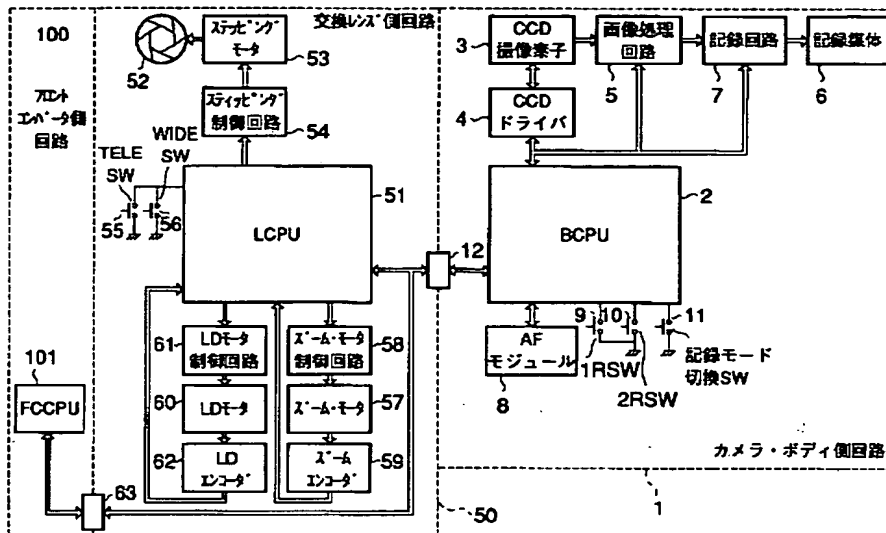 100
フロント
コンバータ側
回路
交換レンズ側回路
52
ステッピング
モータ
53
スティッピング
制御回路
54
TELE
SW
WIDE
SW
55
56
LCPU
51
61
LDモータ
制御回路
ズーム・モータ
制御回路
58
60
LDモータ
ズーム・モータ
57
62
LD
エンコーダ
ズーム
エンコーダ
59
101
FCCPU
63
3
CCD
撮像素子
画像処理
回路
5
記録回路
7
記録媒体
6
4
CCD
ドライバ
BCPU
2
12
AF
モジュール
8
9
10
11
1RSW
2RSW
記録モード
切換SW
カメラ・ボディ側回路
50
1